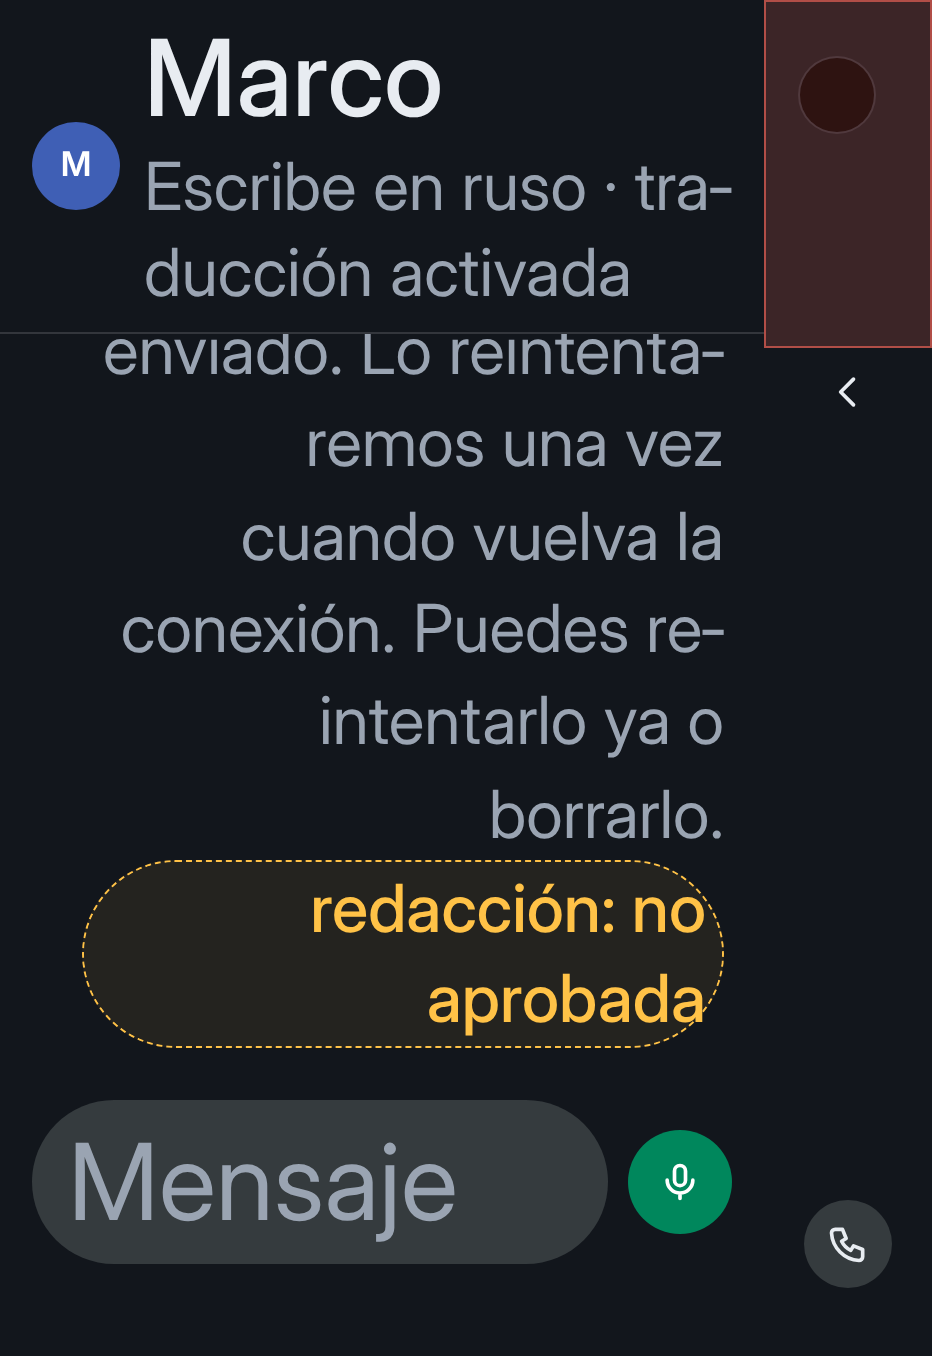 Marco
M
Escribe en ruso · tra-
ducción activada
enviado. Lo reintenta-
remos una vez
cuando vuelva la
conexión. Puedes re-
intentarlo ya o
borrarlo.
redacción: no
aprobada
Mensaje